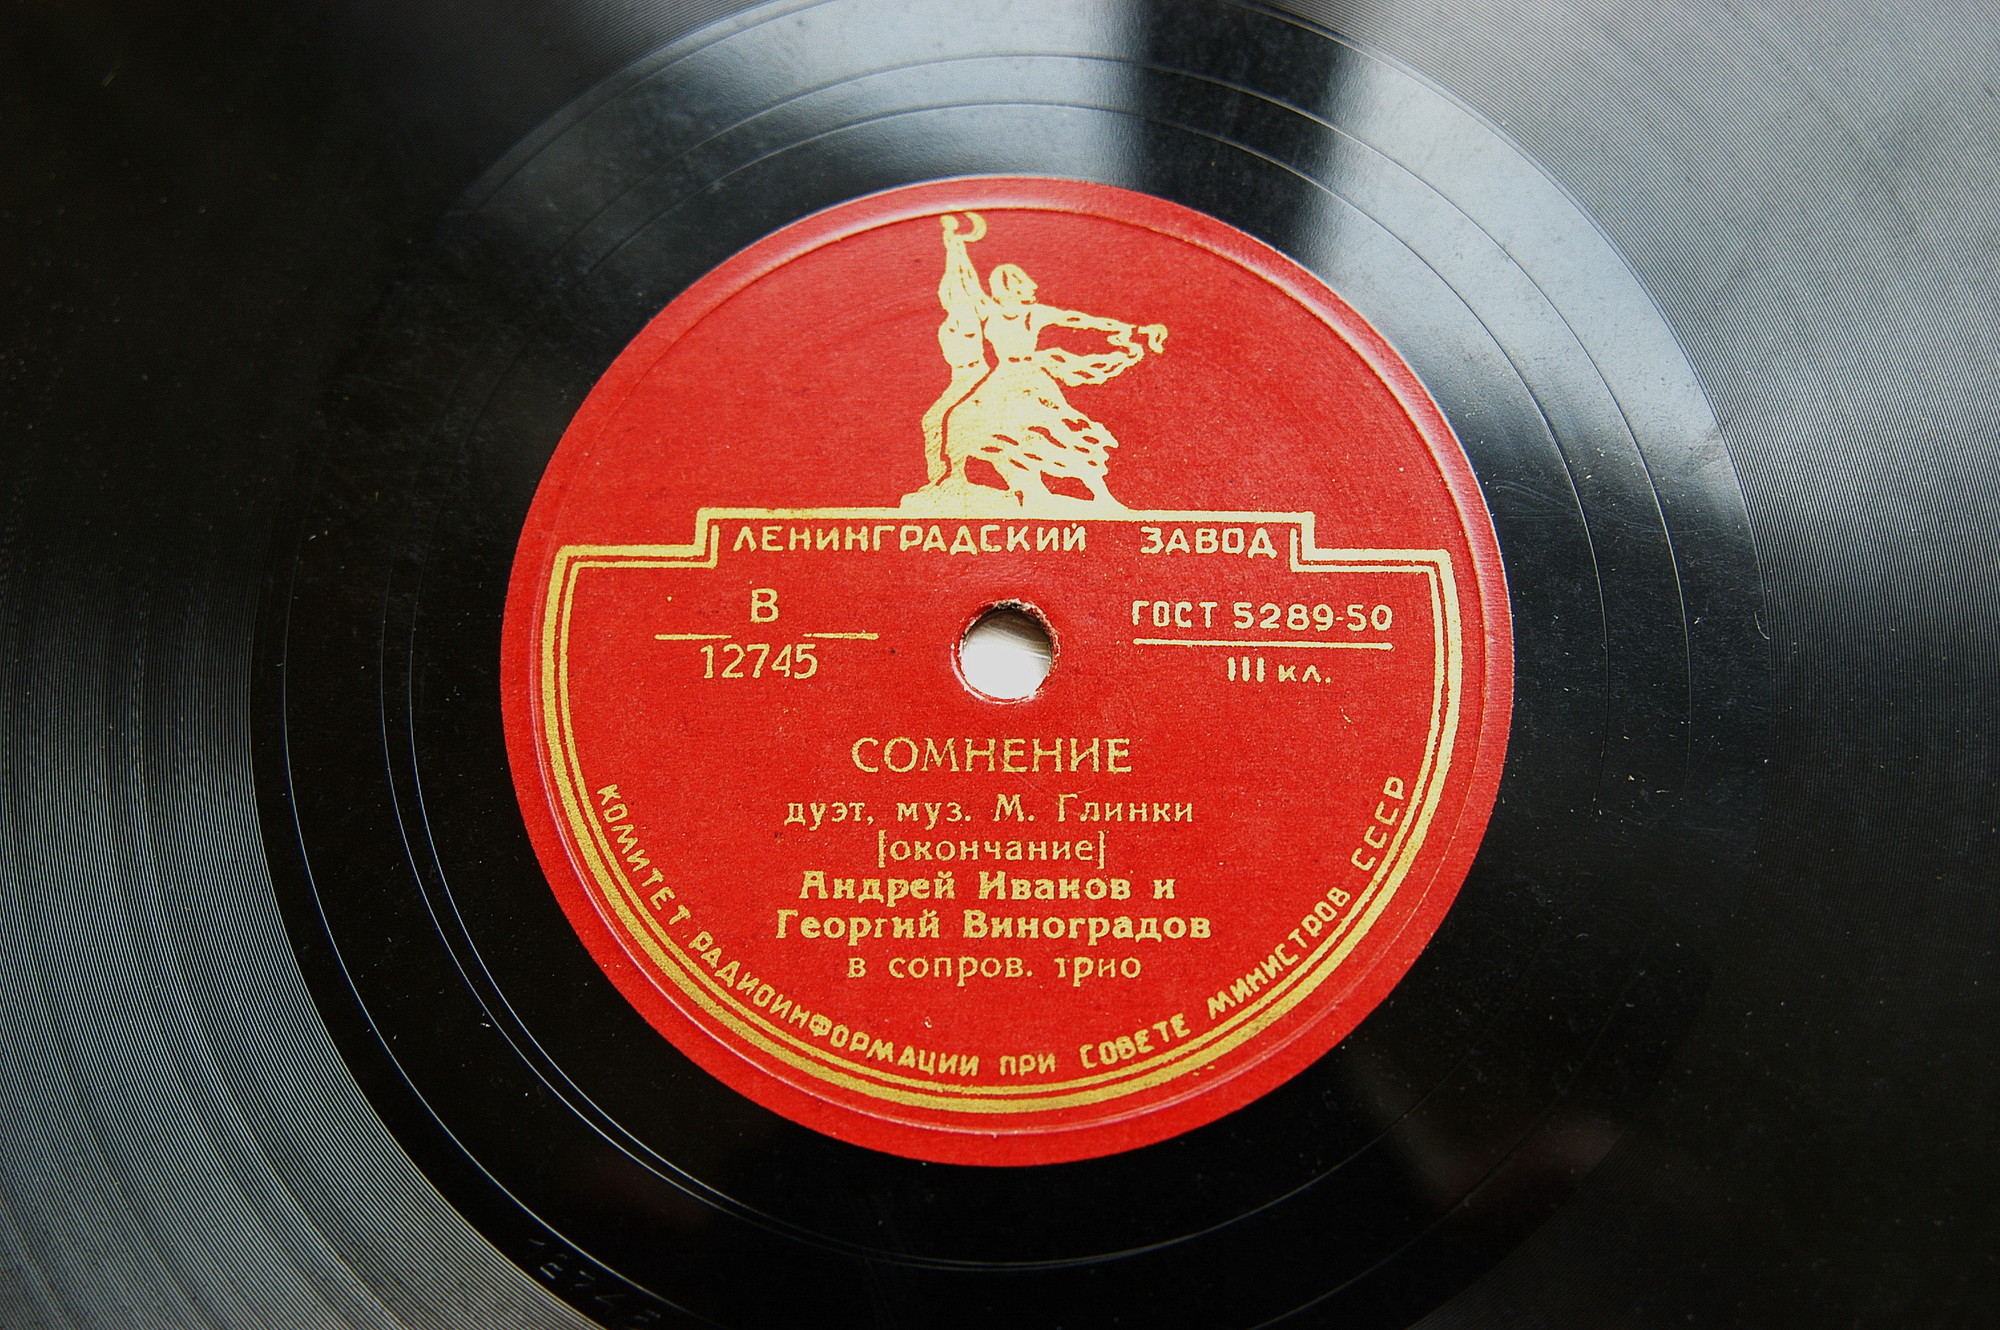 ЛЕНИНГРАДСКИЙ ЗАВОД
В
12745
ГОСТ 5289-50
III кл.
СОМНЕНИЕ
дуэт, муз. М. Глинки
[окончание]
Андрей Иванов и
Георгий Виноградов
в сопров. трио
КОМИТЕТ РАДИОИНФОРМАЦИИ ПРИ СОВЕТЕ МИНИСТРОВ СССР